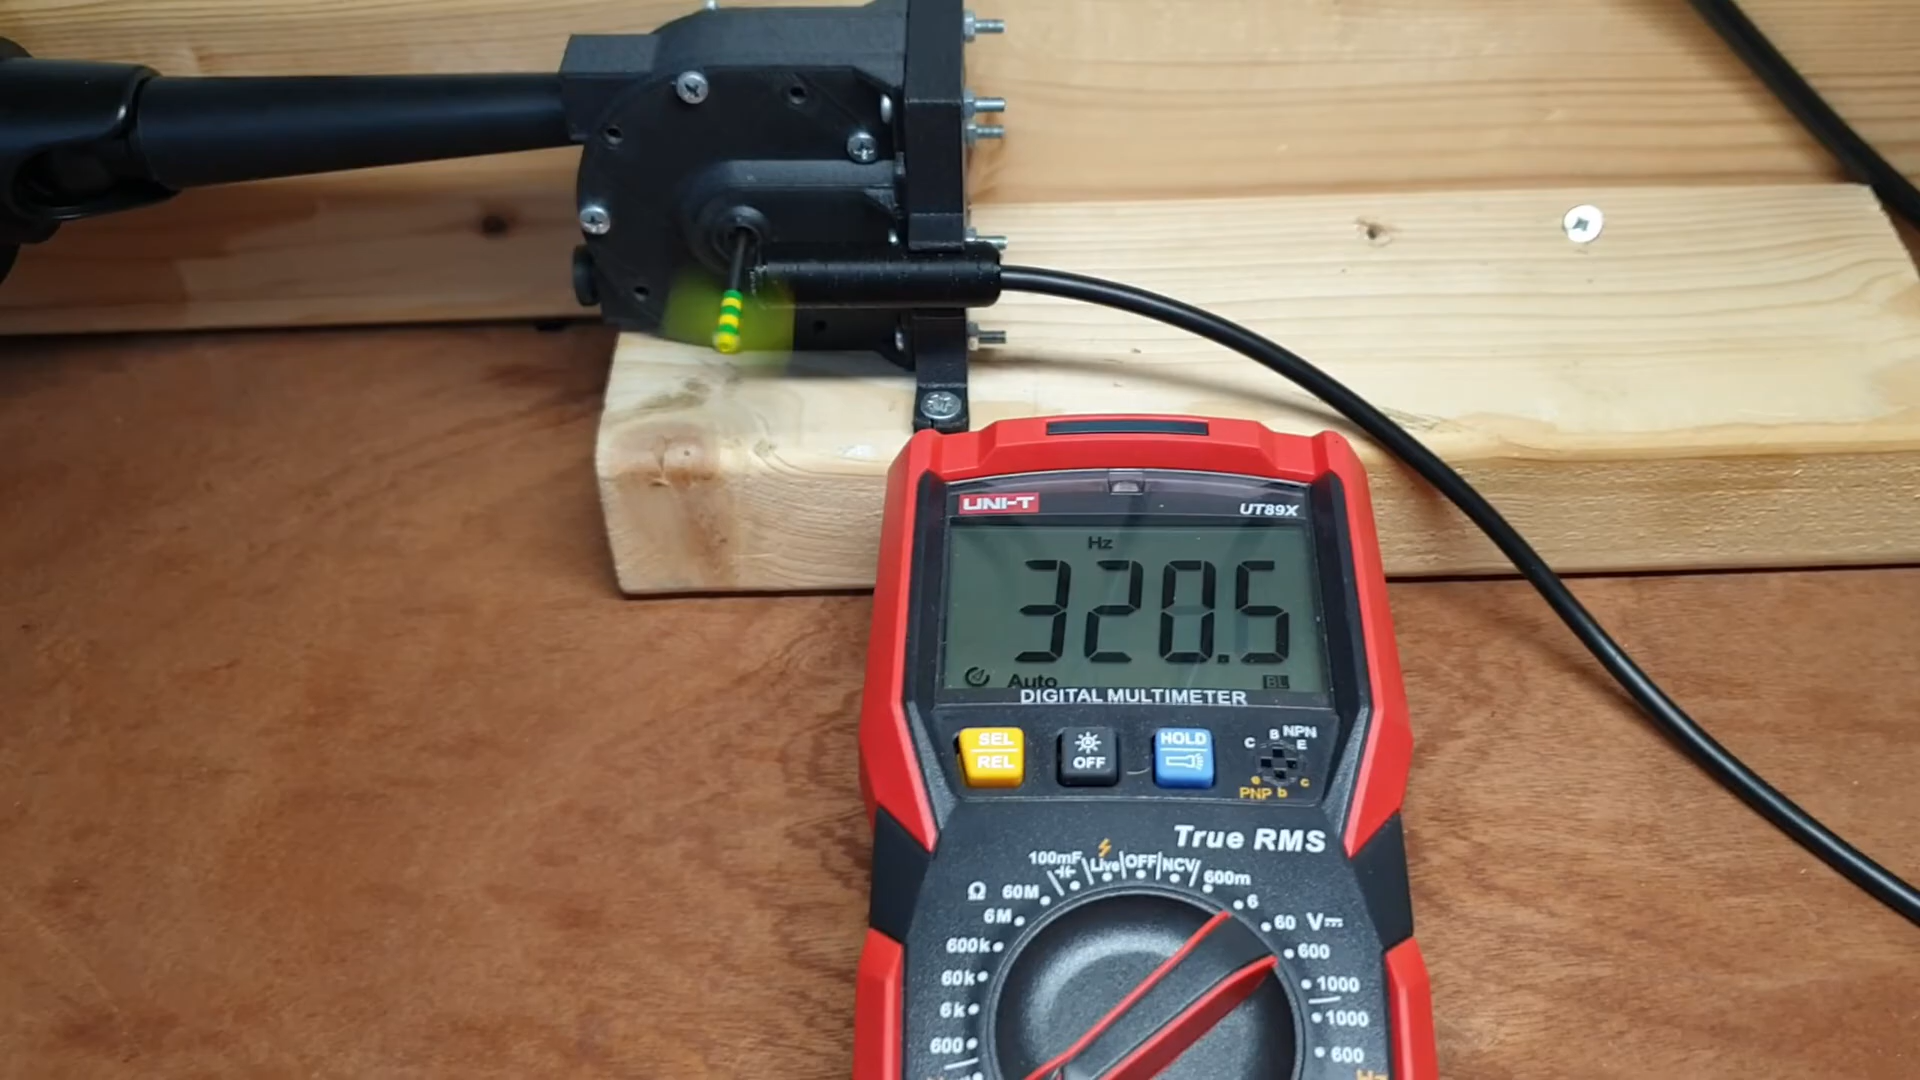 UNI-T
UT89X
Hz
320.5
Auto
BL
DIGITAL MULTIMETER
SEL
REL
OFF
HOLD
NPN
C B E
e b c
PNP
True RMS
100mF
Live
OFF
NCV
600m
Ω 60M
6
6M
60 V
600k
600
60k
1000
6k
1000
600
600
Hz